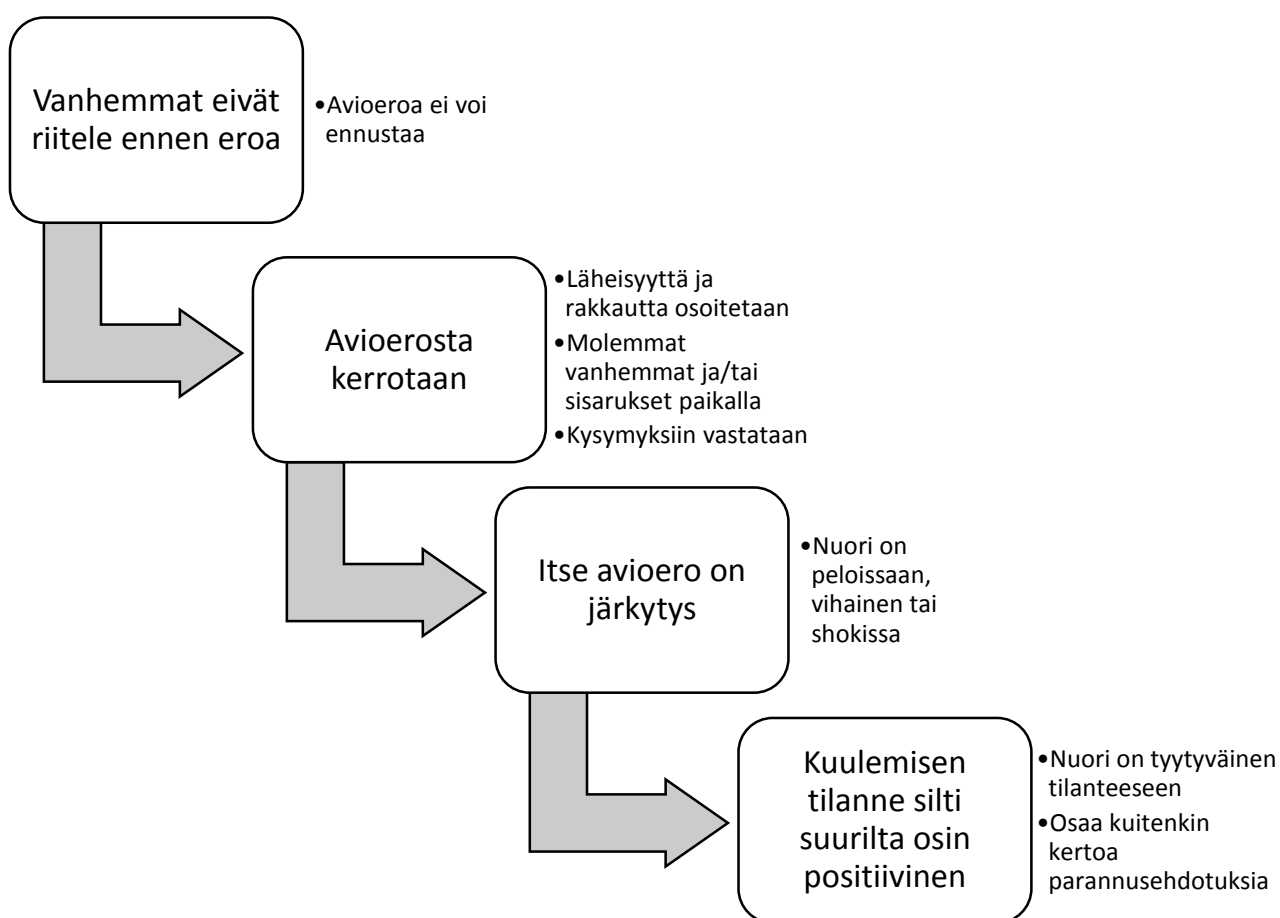 Vanhemmat eivät
riitele ennen eroa
•Avioeroa ei voi
ennustaa
Avioerosta
kerrotaan
•Läheisyyttä ja
rakkautta osoitetaan
•Molemmat
vanhemmat ja/tai
sisarukset paikalla
•Kysymyksiin vastataan
Itse avioero on
järkytys
•Nuori on
peloissaan,
vihainen tai
shokissa
Kuulemisen
tilanne silti
suurilta osin
positiivinen
•Nuori on tyytyväinen
tilanteeseen
•Osaa kuitenkin
kertoa
parannusehdotuksia